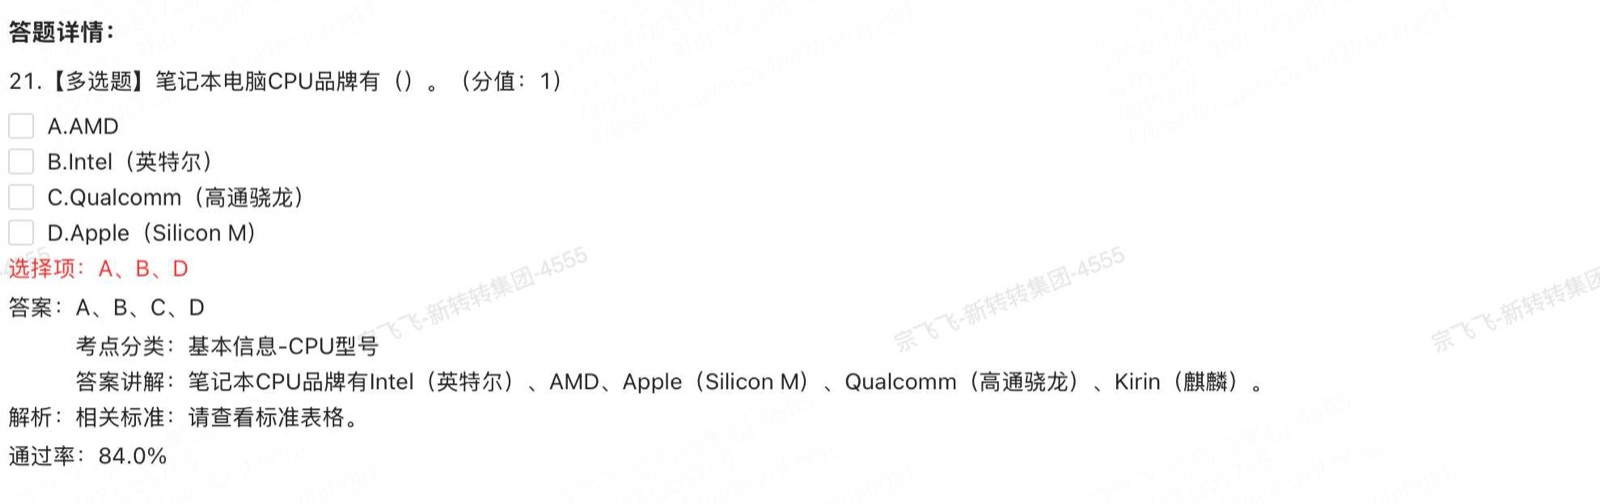 答题详情：
21.【多选题】笔记本电脑CPU品牌有（）。（分值：1）
A.AMD
B.Intel（英特尔）
C.Qualcomm（高通骁龙）
D.Apple（Silicon M）
选择项：A、B、D
答案：A、B、C、D
考点分类：基本信息-CPU型号
答案讲解：笔记本CPU品牌有Intel（英特尔）、AMD、Apple（Silicon M）、Qualcomm（高通骁龙）、Kirin（麒麟）。
解析：相关标准：请查看标准表格。
通过率：84.0%
宗飞飞-新转转集团-4555
宗飞飞-新转转集团-4555
宗飞飞-新转转集团